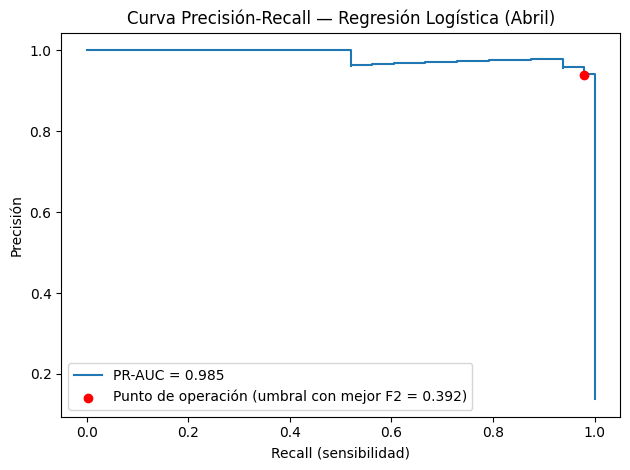 Curva Precisión-Recall — Regresión Logística (Abril)
1.0
0.8
0.6
0.4
0.2
Precisión
PR-AUC = 0.985
Punto de operación (umbral con mejor F2 = 0.392)
0.0 0.2 0.4 0.6 0.8 1.0
Recall (sensibilidad)